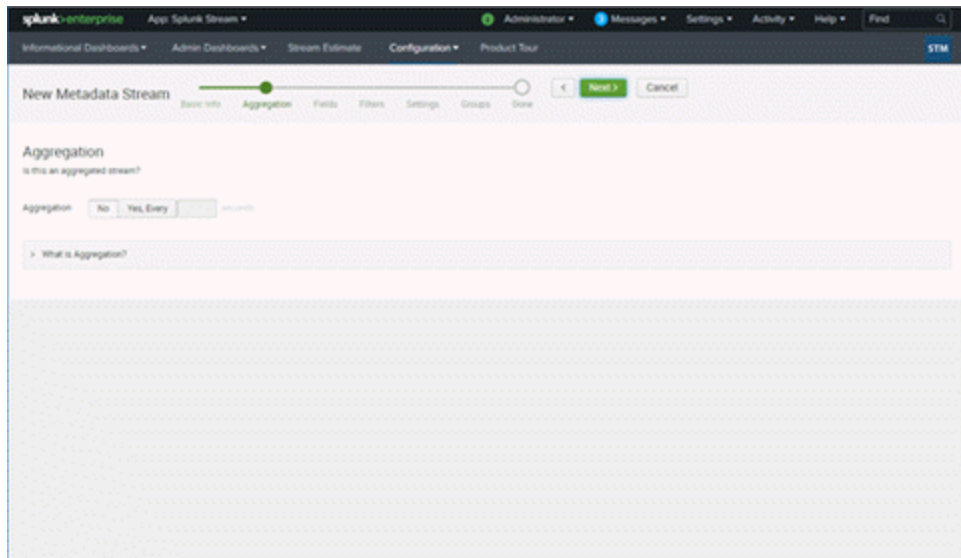 splunk>enterprise App: Splunk Stream Administrator 3 Messages Settings Activity Help Find
Informational Dashboards Admin Dashboards Stream Estimate Configuration Product Tour STM
New Metadata Stream Basic Info Aggregation Fields Filters Settings Groups Done < Next > Cancel
Aggregation
Is this an aggregated stream?
Aggregation No Yes, Every seconds
> What is Aggregation?